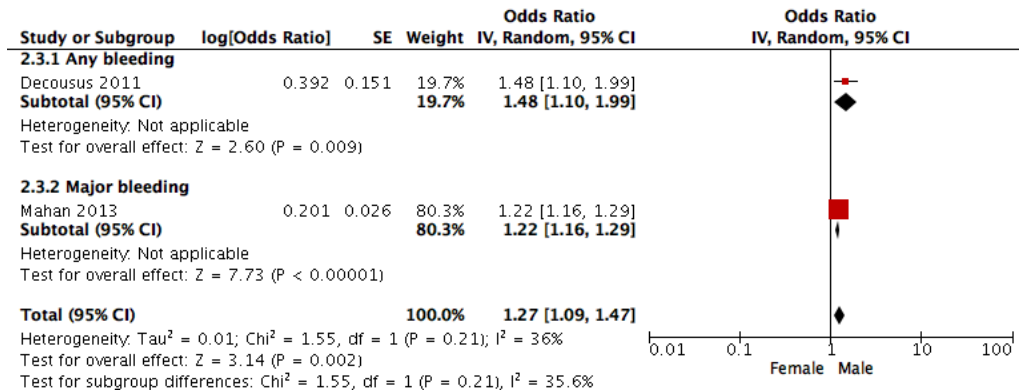 Odds Ratio Odds Ratio
Study or Subgroup log[Odds Ratio] SE Weight IV, Random, 95% CI IV, Random, 95% CI
2.3.1 Any bleeding
Decousus 2011 0.392 0.151 19.7% 1.48 [1.10, 1.99]
Subtotal (95% CI) 19.7% 1.48 [1.10, 1.99]
Heterogeneity: Not applicable
Test for overall effect: Z = 2.60 (P = 0.009)
2.3.2 Major bleeding
Mahan 2013 0.201 0.026 80.3% 1.22 [1.16, 1.29]
Subtotal (95% CI) 80.3% 1.22 [1.16, 1.29]
Heterogeneity: Not applicable
Test for overall effect: Z = 7.73 (P < 0.00001)
Total (95% CI) 100.0% 1.27 [1.09, 1.47]
Heterogeneity: Tau² = 0.01; Chi² = 1.55, df = 1 (P = 0.21); I² = 36%
Test for overall effect: Z = 3.14 (P = 0.002)
Test for subgroup differences: Chi² = 1.55, df = 1 (P = 0.21), I² = 35.6%
0.01 0.1 1 10 100
Female Male